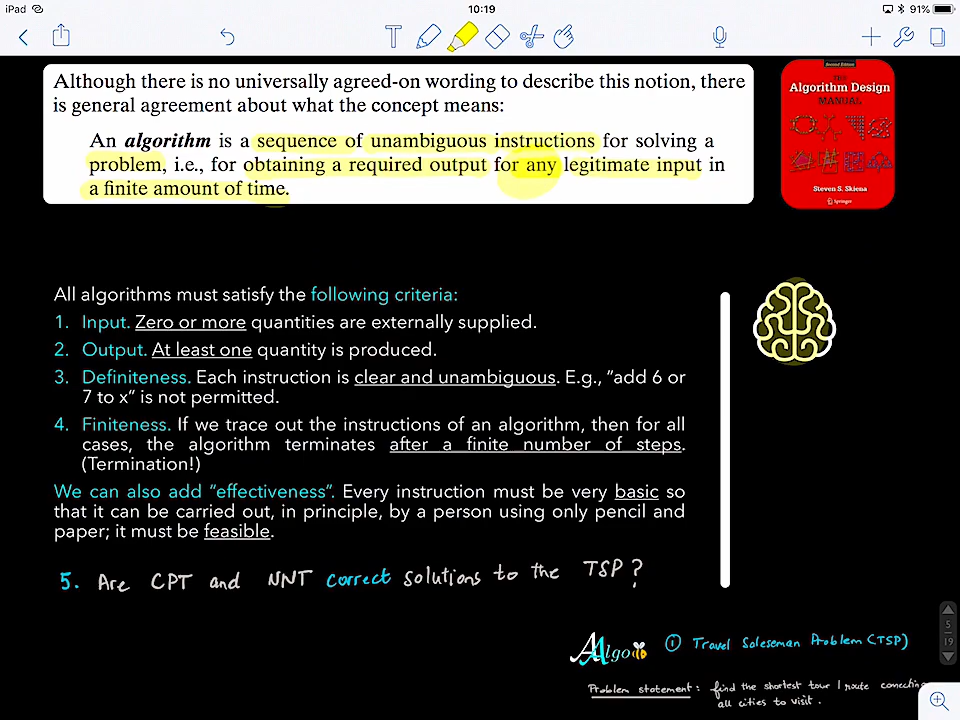 iPad 10:19 91%
Although there is no universally agreed-on wording to describe this notion, there
is general agreement about what the concept means:
An algorithm is a sequence of unambiguous instructions for solving a
problem, i.e., for obtaining a required output for any legitimate input in
a finite amount of time.
Second Edition
THE
Algorithm Design
MANUAL
Steven S. Skiena
Springer
All algorithms must satisfy the following criteria:
1. Input. Zero or more quantities are externally supplied.
2. Output. At least one quantity is produced.
3. Definiteness. Each instruction is clear and unambiguous. E.g., "add 6 or
7 to x" is not permitted.
4. Finiteness. If we trace out the instructions of an algorithm, then for all
cases, the algorithm terminates after a finite number of steps.
(Termination!)
We can also add "effectiveness". Every instruction must be very basic so
that it can be carried out, in principle, by a person using only pencil and
paper; it must be feasible.
5. Are CPT and NNT correct solutions to the TSP?
Algo
① Travel Salesman Problem (TSP)
Problem statement: find the shortest tour / route connecting
all cities to visit.
5
19